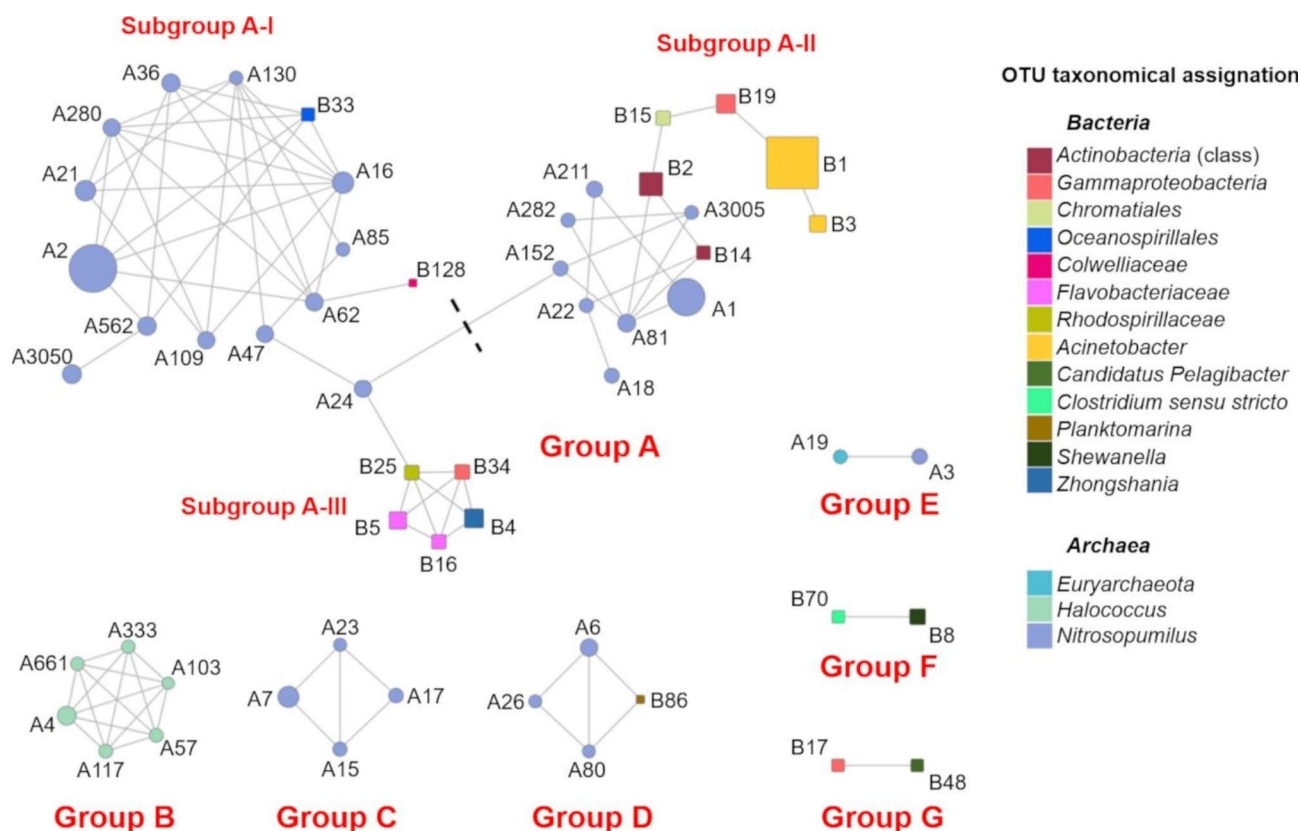 Subgroup A-I
A36
A130
B33
A280
A21
A16
A2
A85
B128
A62
A562
A109
A47
A3050
A24
Subgroup A-II
B19
B15
B1
B2
B3
A211
A282
A3005
A152
B14
A22
A1
A81
A18
Group A
B25
B34
Subgroup A-III
B5
B4
B16
A19
A3
Group E
B70
B8
Group F
B17
B48
Group G
A333
A661
A103
A4
A57
A117
Group B
A23
A7
A17
A15
Group C
A6
A26
B86
A80
Group D
OTU taxonomical assignation
Bacteria
Actinobacteria (class)
Gammaproteobacteria
Chromatiales
Oceanospirillales
Colwelliaceae
Flavobacteriaceae
Rhodospirillaceae
Acinetobacter
Candidatus Pelagibacter
Clostridium sensu stricto
Planktomarina
Shewanella
Zhongshania
Archaea
Euryarchaeota
Halococcus
Nitrosopumilus